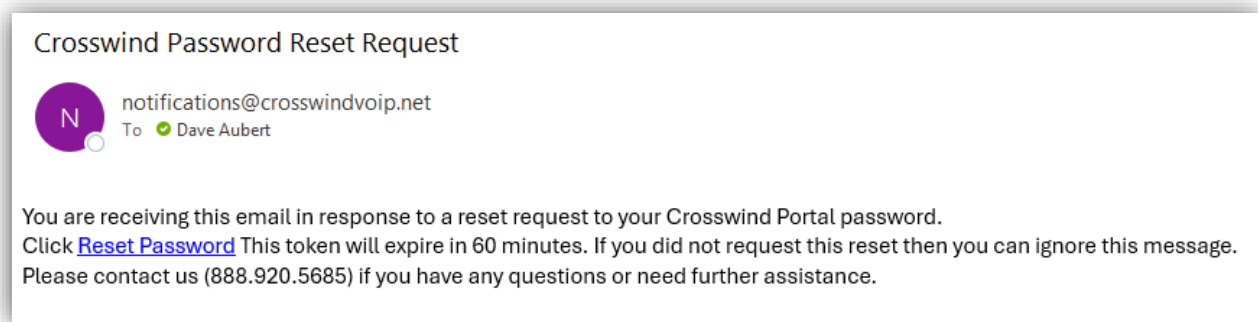 Crosswind Password Reset Request
N
notifications@crosswindvoip.net
To Dave Aubert
You are receiving this email in response to a reset request to your Crosswind Portal password.
Click Reset Password This token will expire in 60 minutes. If you did not request this reset then you can ignore this message.
Please contact us (888.920.5685) if you have any questions or need further assistance.